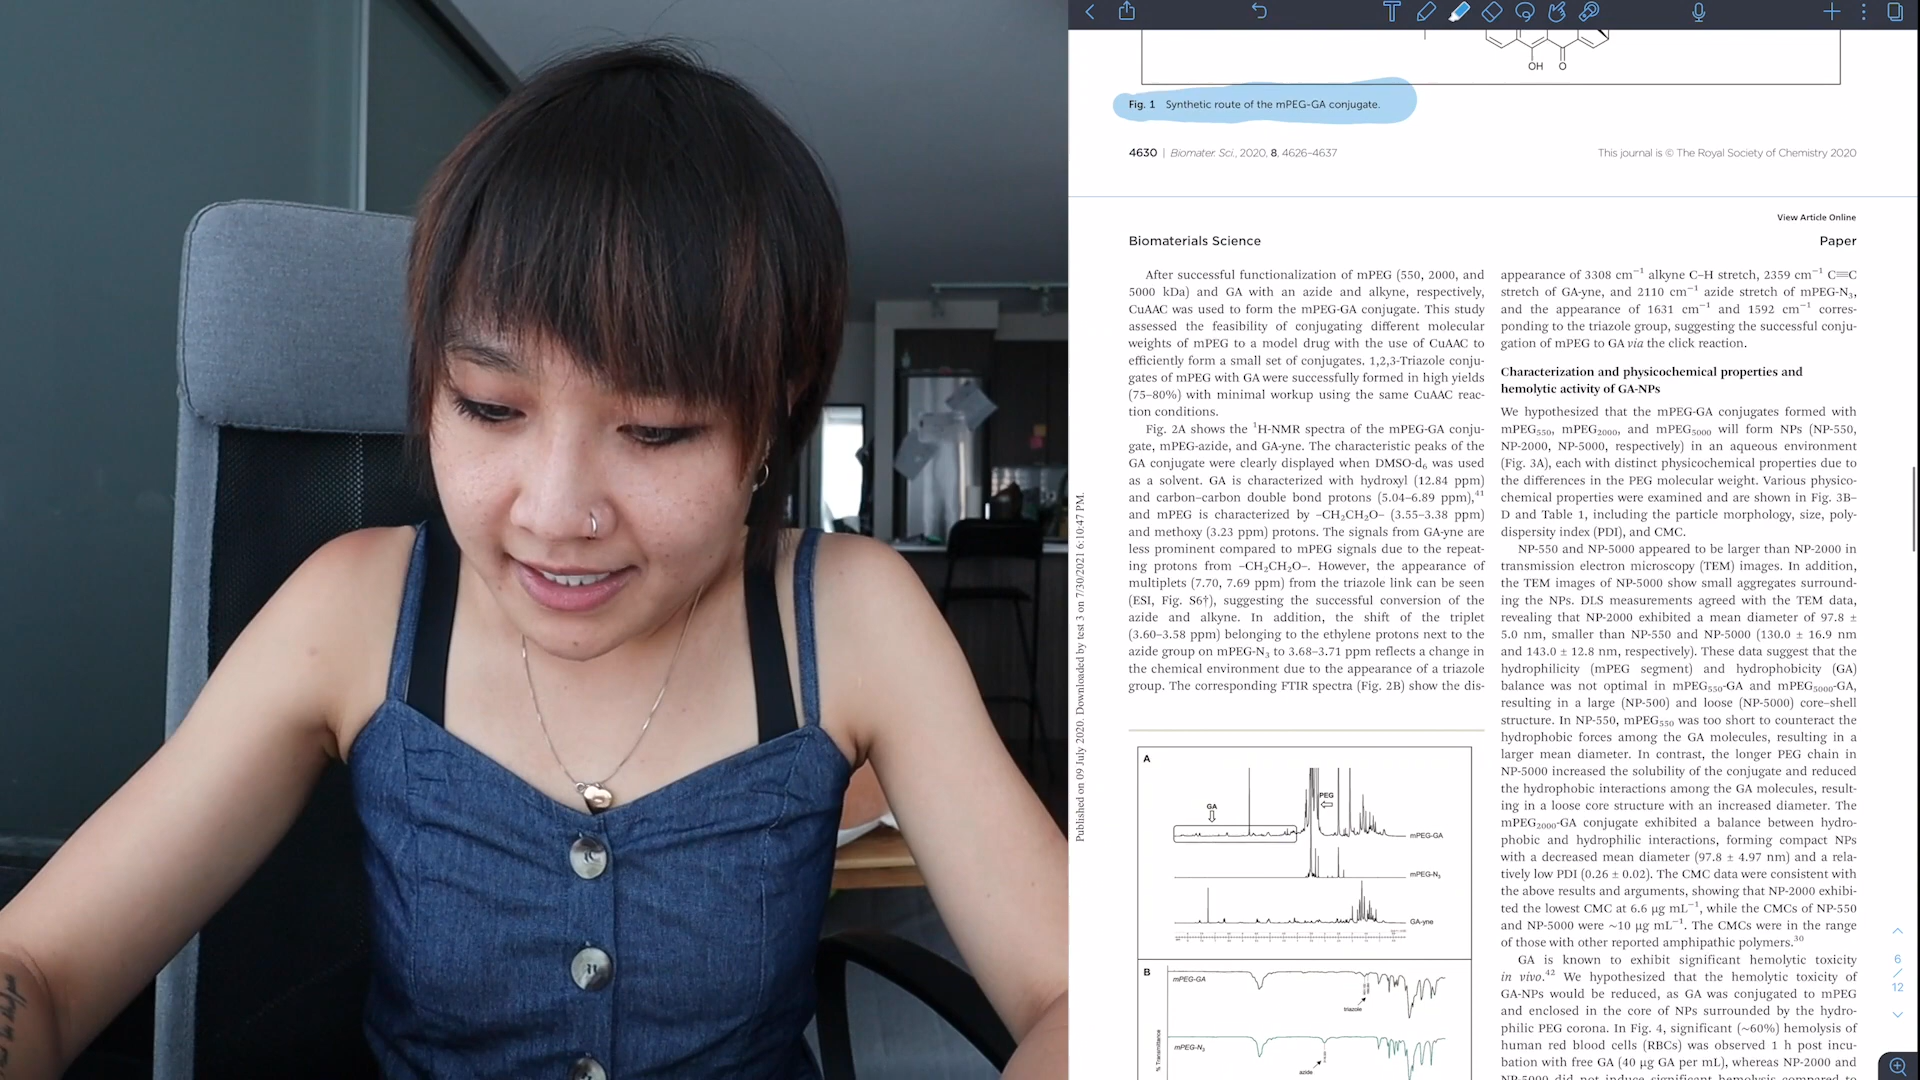 OH
O
Fig. 1 Synthetic route of the mPEG-GA conjugate.
4630 | Biomater. Sci., 2020, 8, 4626–4637
This journal is © The Royal Society of Chemistry 2020
View Article Online
Biomaterials Science
Paper
Published on 09 July 2020. Downloaded by test 3 on 7/30/2021 6:10:47 PM.
After successful functionalization of mPEG (550, 2000, and
5000 kDa) and GA with an azide and alkyne, respectively,
CuAAC was used to form the mPEG-GA conjugate. This study
assessed the feasibility of conjugating different molecular
weights of mPEG to a model drug with the use of CuAAC to
efficiently form a small set of conjugates. 1,2,3-Triazole conju-
gates of mPEG with GA were successfully formed in high yields
(75–80%) with minimal workup using the same CuAAC reac-
tion conditions.
Fig. 2A shows the ¹H-NMR spectra of the mPEG-GA conju-
gate, mPEG-azide, and GA-yne. The characteristic peaks of the
GA conjugate were clearly displayed when DMSO-d₆ was used
as a solvent. GA is characterized with hydroxyl (12.84 ppm)
and carbon–carbon double bond protons (5.04–6.89 ppm),⁴¹
and mPEG is characterized by –CH₂CH₂O– (3.55–3.38 ppm)
and methoxy (3.23 ppm) protons. The signals from GA-yne are
less prominent compared to mPEG signals due to the repeat-
ing protons from –CH₂CH₂O–. However, the appearance of
multiplets (7.70, 7.69 ppm) from the triazole link can be seen
(ESI, Fig. S6†), suggesting the successful conversion of the
azide and alkyne. In addition, the shift of the triplet
(3.60–3.58 ppm) belonging to the ethylene protons next to the
azide group on mPEG-N₃ to 3.68–3.71 ppm reflects a change in
the chemical environment due to the appearance of a triazole
group. The corresponding FTIR spectra (Fig. 2B) show the dis-
A
GA
PEG
mPEG-GA
mPEG-N₃
GA-yne
B
mPEG-GA
triazole
mPEG-N₃
azide
% Transmittance
appearance of 3308 cm⁻¹ alkyne C–H stretch, 2359 cm⁻¹ C≡C
stretch of GA-yne, and 2110 cm⁻¹ azide stretch of mPEG-N₃,
and the appearance of 1631 cm⁻¹ and 1592 cm⁻¹ corres-
ponding to the triazole group, suggesting the successful conju-
gation of mPEG to GA via the click reaction.
Characterization and physicochemical properties and
hemolytic activity of GA-NPs
We hypothesized that the mPEG-GA conjugates formed with
mPEG₅₅₀, mPEG₂₀₀₀, and mPEG₅₀₀₀ will form NPs (NP-550,
NP-2000, NP-5000, respectively) in an aqueous environment
(Fig. 3A), each with distinct physicochemical properties due to
the differences in the PEG molecular weight. Various physico-
chemical properties were examined and are shown in Fig. 3B–
D and Table 1, including the particle morphology, size, poly-
dispersity index (PDI), and CMC.
NP-550 and NP-5000 appeared to be larger than NP-2000 in
transmission electron microscopy (TEM) images. In addition,
the TEM images of NP-5000 show small aggregates surround-
ing the NPs. DLS measurements agreed with the TEM data,
revealing that NP-2000 exhibited a mean diameter of 97.8 ±
5.0 nm, smaller than NP-550 and NP-5000 (130.0 ± 16.9 nm
and 143.0 ± 12.8 nm, respectively). These data suggest that the
hydrophilicity (mPEG segment) and hydrophobicity (GA)
balance was not optimal in mPEG₅₅₀-GA and mPEG₅₀₀₀-GA,
resulting in a large (NP-500) and loose (NP-5000) core–shell
structure. In NP-550, mPEG₅₅₀ was too short to counteract the
hydrophobic forces among the GA molecules, resulting in a
larger mean diameter. In contrast, the longer PEG chain in
NP-5000 increased the solubility of the conjugate and reduced
the hydrophobic interactions among the GA molecules, result-
ing in a loose core structure with an increased diameter. The
mPEG₂₀₀₀-GA conjugate exhibited a balance between hydro-
phobic and hydrophilic interactions, forming compact NPs
with a decreased mean diameter (97.8 ± 4.97 nm) and a rela-
tively low PDI (0.26 ± 0.02). The CMC data were consistent with
the above results and arguments, showing that NP-2000 exhibi-
ted the lowest CMC at 6.6 μg mL⁻¹, while the CMCs of NP-550
and NP-5000 were ~10 μg mL⁻¹. The CMCs were in the range
of those with other reported amphipathic polymers.³⁰
GA is known to exhibit significant hemolytic toxicity
in vivo.⁴² We hypothesized that the hemolytic toxicity of
GA-NPs would be reduced, as GA was conjugated to mPEG
and enclosed in the core of NPs surrounded by the hydro-
philic PEG corona. In Fig. 4, significant (~60%) hemolysis of
human red blood cells (RBCs) was observed 1 h post incu-
bation with free GA (40 μg GA per mL), whereas NP-2000 and
NP-5000 did not induce significant hemolysis compared to
6
/
12